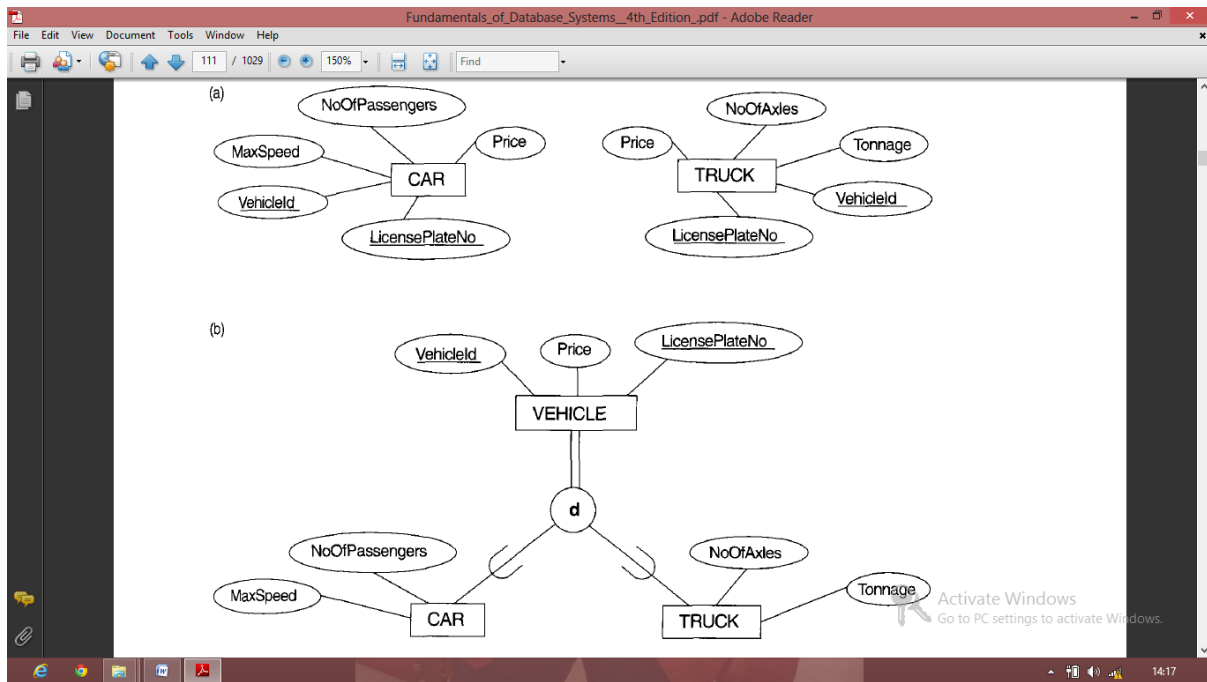 Fundamentals_of_Database_Systems__4th_Edition_.pdf - Adobe Reader
File Edit View Document Tools Window Help
111 / 1029 150% Find
(a)
NoOfPassengers
MaxSpeed
Price
CAR
VehicleId
LicensePlateNo
NoOfAxles
Price
Tonnage
TRUCK
VehicleId
LicensePlateNo
(b)
VehicleId
Price
LicensePlateNo
VEHICLE
d
NoOfPassengers
MaxSpeed
CAR
NoOfAxles
Tonnage
TRUCK
Activate Windows
Go to PC settings to activate Windows.
14:17